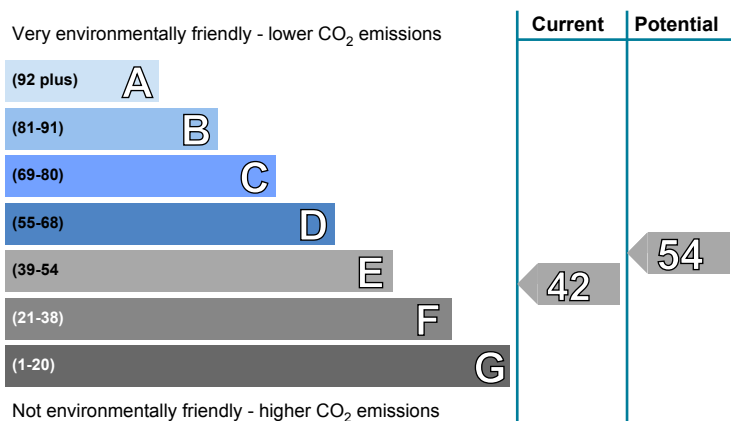 Very environmentally friendly - lower CO₂ emissions
Current
Potential
(92 plus) A
(81-91) B
(69-80) C
(55-68) D
(39-54 E
54
42
(21-38) F
(1-20) G
Not environmentally friendly - higher CO₂ emissions